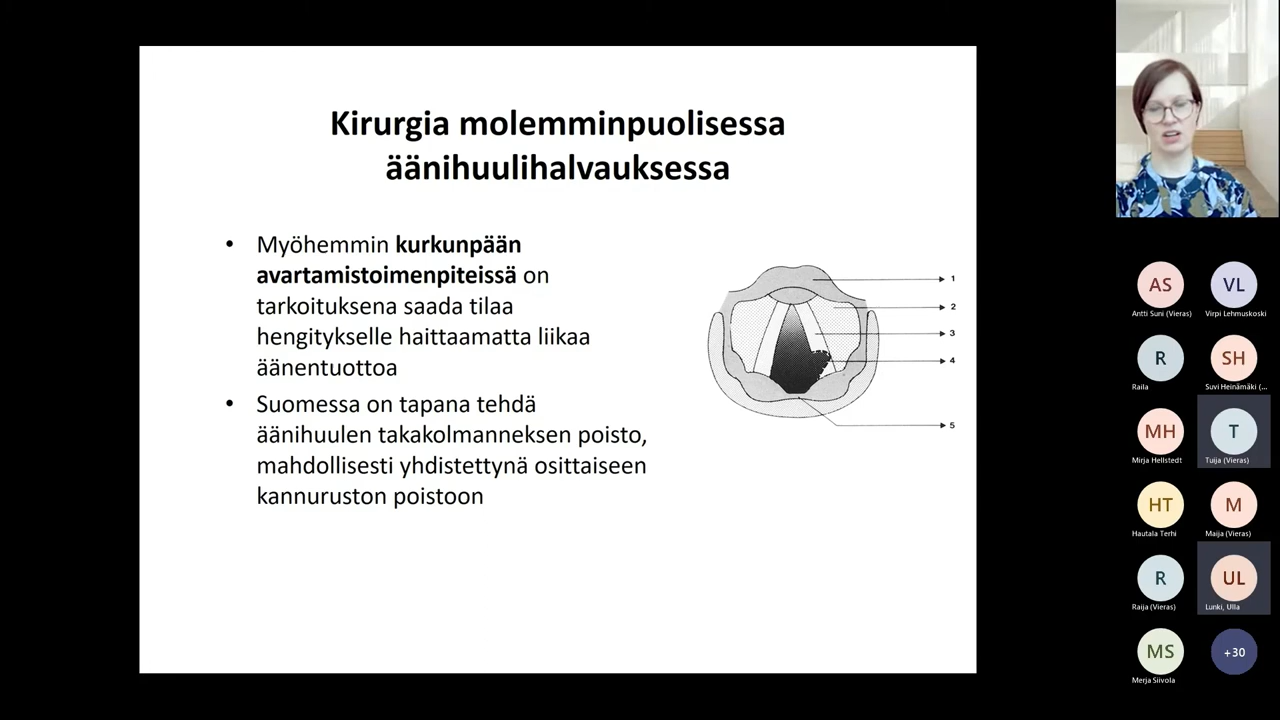 Kirurgia molemminpuolisessa
äänihuulihalvauksessa
• Myöhemmin kurkunpään
avartamistoimenpiteissä on
tarkoituksena saada tilaa
hengitykselle haittaamatta liikaa
äänentuottoa
• Suomessa on tapana tehdä
äänihuulen takakolmanneksen poisto,
mahdollisesti yhdistettynä osittaiseen
kannuruston poistoon
1
2
3
4
5
AS
Antti Suni (Vieras)
VL
Virpi Lehmuskoski
R
Raila
SH
Suvi Heinämäki (...
MH
Mirja Hellstedt
T
Tuija (Vieras)
HT
Hautala Terhi
M
Maija (Vieras)
R
Raija (Vieras)
UL
Lunki, Ulla
MS
Merja Siivola
+30